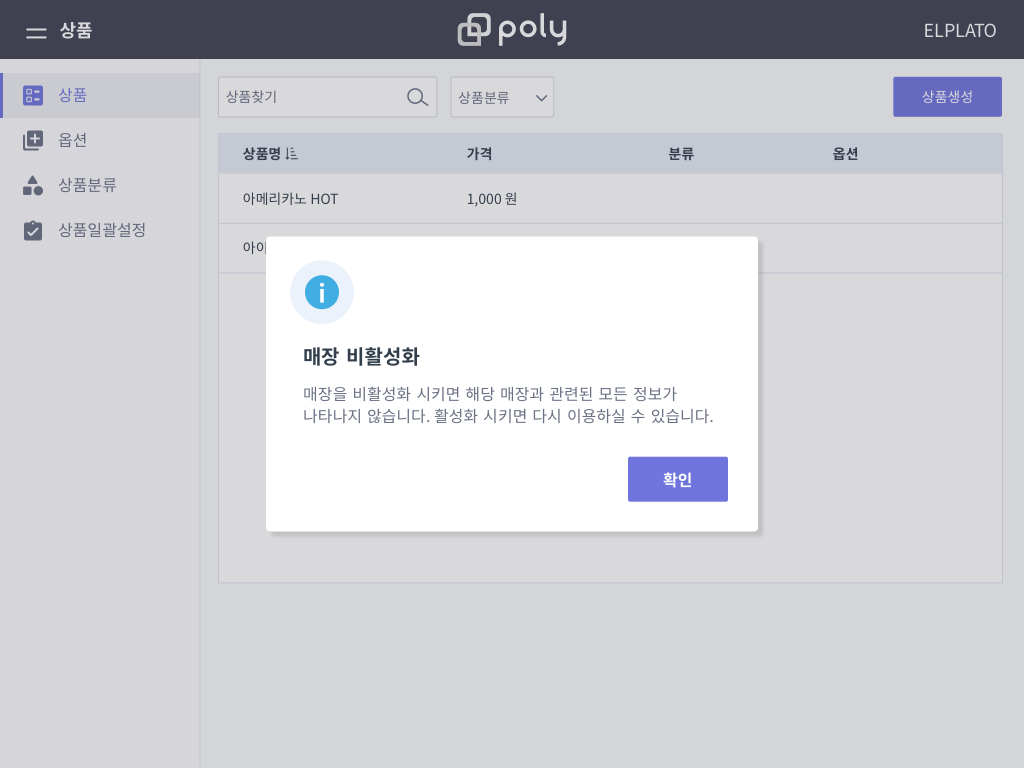 상품
poly
ELPLATO
상품
옵션
상품분류
상품일괄설정
상품찾기
상품분류
상품생성
상품명 가격 분류 옵션
아메리카노 HOT 1,000 원
매장 비활성화
매장을 비활성화 시키면 해당 매장과 관련된 모든 정보가
나타나지 않습니다. 활성화 시키면 다시 이용하실 수 있습니다.
확인